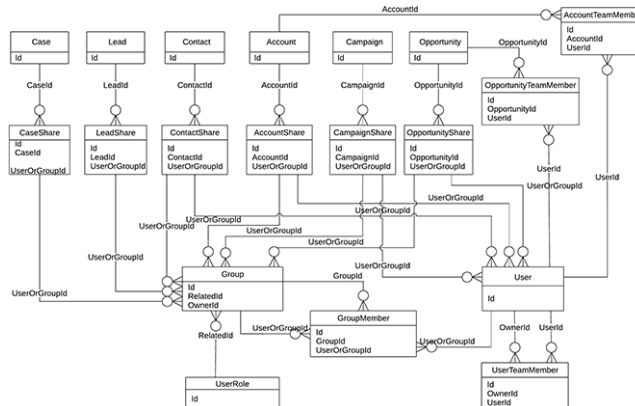 AccountId
AccountTeamMember
Id
AccountId
UserId
Case
Id
Lead
Id
Contact
Id
Account
Id
Campaign
Id
Opportunity
Id
OpportunityId
CaseId
LeadId
ContactId
AccountId
CampaignId
OpportunityId
OpportunityTeamMember
Id
OpportunityId
UserId
CaseShare
Id
CaseId
UserOrGroupId
LeadShare
Id
LeadId
UserOrGroupId
ContactShare
Id
ContactId
UserOrGroupId
AccountShare
Id
AccountId
UserOrGroupId
CampaignShare
Id
CampaignId
UserOrGroupId
OpportunityShare
Id
OpportunityId
UserOrGroupId
UserId
UserOrGroupId
UserId
UserOrGroupId
UserOrGroupId
UserOrGroupId
UserOrGroupId
UserOrGroupId
UserOrGroupId
UserOrGroupId
UserOrGroupId
UserOrGroupId
UserOrGroupId
Group
Id
RelatedId
OwnerId
GroupId
User
Id
GroupMember
Id
GroupId
UserOrGroupId
RelatedId
UserOrGroupId
UserOrGroupId
OwnerId
UserId
UserRole
Id
UserTeamMember
Id
OwnerId
UserId